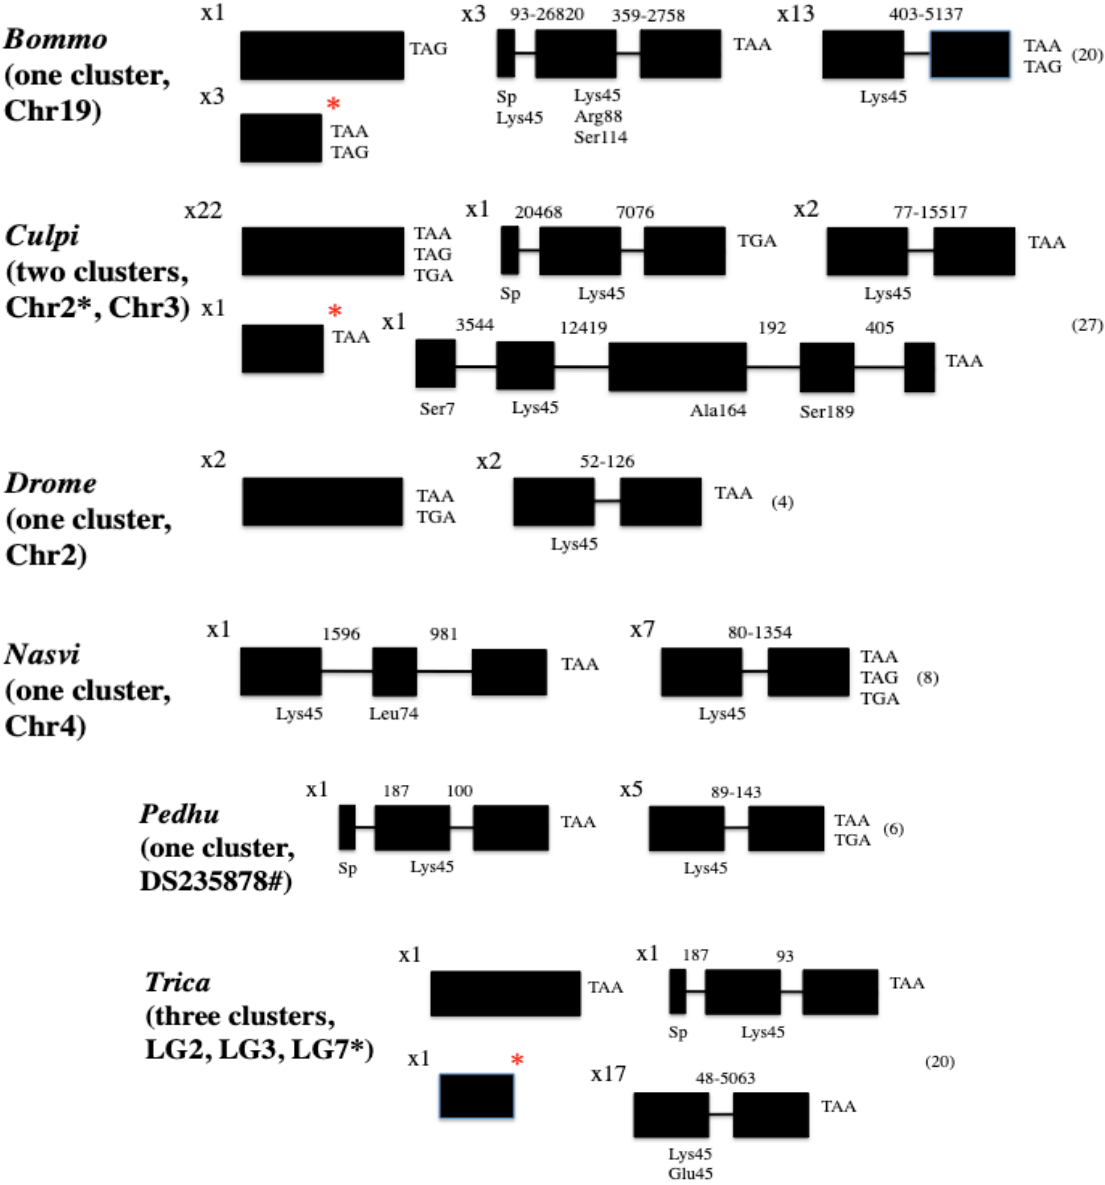 x1
x3
93-26820
359-2758
x13
403-5137
Bommo
(one cluster,
Chr19)
TAG
TAA
TAA
TAG
(20)
x3
*
TAA
TAG
Sp
Lys45
Lys45
Arg88
Ser114
Lys45
x22
x1
20468
7076
x2
77-15517
Culpi
(two clusters,
Chr2*, Chr3)
TAA
TAG
TGA
TGA
TAA
Sp
Lys45
Lys45
x1
*
TAA
x1
3544
12419
192
405
TAA
(27)
Ser7
Lys45
Ala164
Ser189
x2
x2
52-126
Drome
(one cluster,
Chr2)
TAA
TGA
TAA
(4)
Lys45
x1
1596
981
x7
80-1354
Nasvi
(one cluster,
Chr4)
TAA
TAA
TAG
TGA
(8)
Lys45
Leu74
Lys45
x1
187
100
x5
89-143
Pedhu
(one cluster,
DS235878#)
TAA
TAA
TGA
(6)
Sp
Lys45
Lys45
x1
x1
187
93
Trica
(three clusters,
LG2, LG3, LG7*)
TAA
TAA
Sp
Lys45
x1
*
x17
48-5063
(20)
TAA
Lys45
Glu45